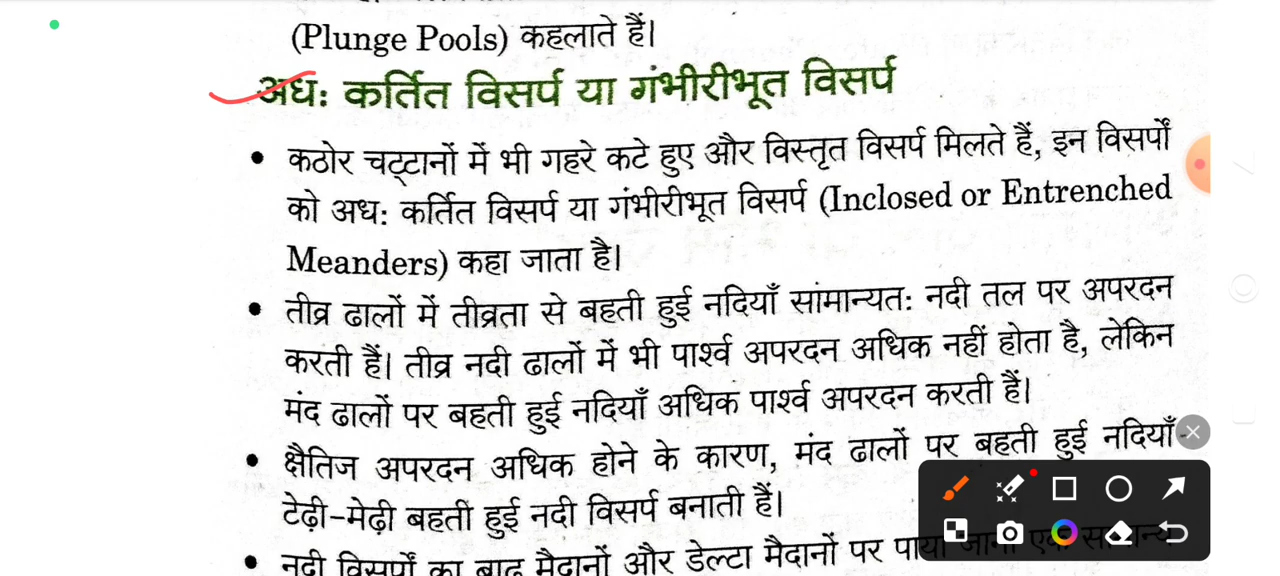 (Plunge Pools) कहलाते हैं।
अध: कर्तित विसर्प या गंभीरीभूत विसर्प
• कठोर चट्टानों में भी गहरे कटे हुए और विस्तृत विसर्प मिलते हैं, इन विसर्पों
को अध: कर्तित विसर्प या गंभीरीभूत विसर्प (Inclosed or Entrenched
Meanders) कहा जाता है।
• तीव्र ढालों में तीव्रता से बहती हुई नदियाँ सामान्यत: नदी तल पर अपरदन
करती हैं। तीव्र नदी ढालों में भी पार्श्व अपरदन अधिक नहीं होता है, लेकिन
मंद ढालों पर बहती हुई नदियाँ अधिक पार्श्व अपरदन करती हैं।
• क्षैतिज अपरदन अधिक होने के कारण, मंद ढालों पर बहती हुई नदियाँ
टेढ़ी-मेढ़ी बहती हुई नदी विसर्प बनाती हैं।
• नदी विसर्पों का बाढ़ मैदानों और डेल्टा मैदानों पर पाया जाना एक सामान्य